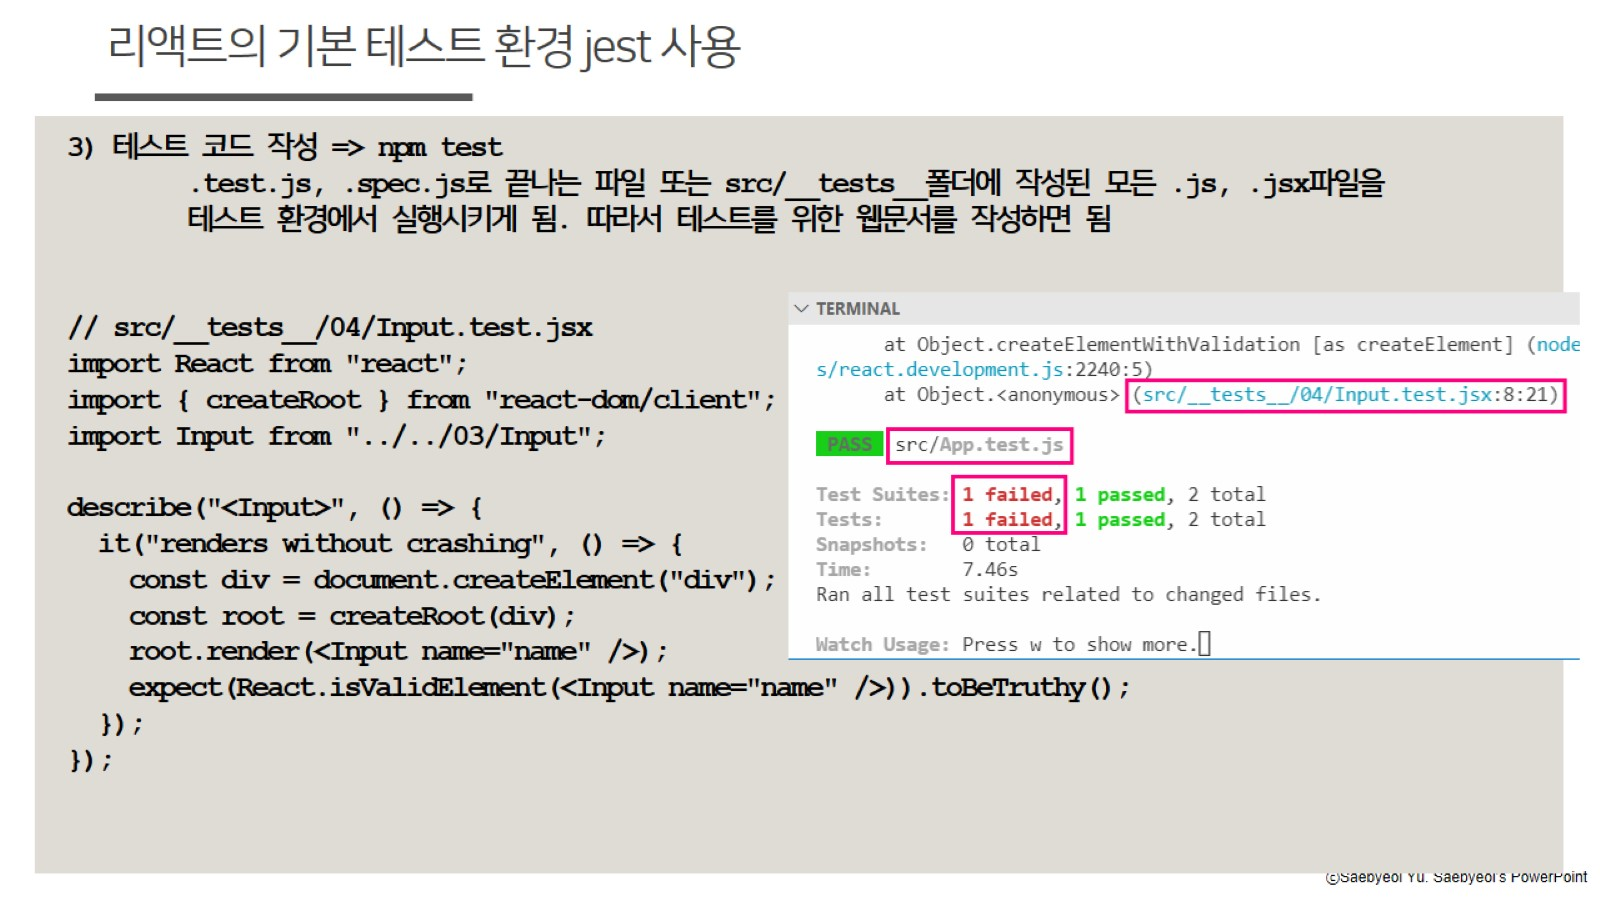 리액트의 기본 테스트 환경 jest 사용
3) 테스트 코드 작성 => npm test
.test.js, .spec.js로 끝나는 파일 또는 src/__tests__폴더에 작성된 모든 .js, .jsx파일을
테스트 환경에서 실행시키게 됨. 따라서 테스트를 위한 웹문서를 작성하면 됨
// src/__tests__/04/Input.test.jsx
import React from "react";
import { createRoot } from "react-dom/client";
import Input from "../../03/Input";
describe("<Input>", () => {
it("renders without crashing", () => {
const div = document.createElement("div");
const root = createRoot(div);
root.render(<Input name="name" />);
expect(React.isValidElement(<Input name="name" />)).toBeTruthy();
});
});
TERMINAL
at Object.createElementWithValidation [as createElement] (node
s/react.development.js:2240:5)
at Object.<anonymous> (src/__tests__/04/Input.test.jsx:8:21)
PASS src/App.test.js
Test Suites: 1 failed, 1 passed, 2 total
Tests: 1 failed, 1 passed, 2 total
Snapshots: 0 total
Time: 7.46s
Ran all test suites related to changed files.
Watch Usage: Press w to show more.
ⓒSaebyeol Yu. Saebyeol's PowerPoint